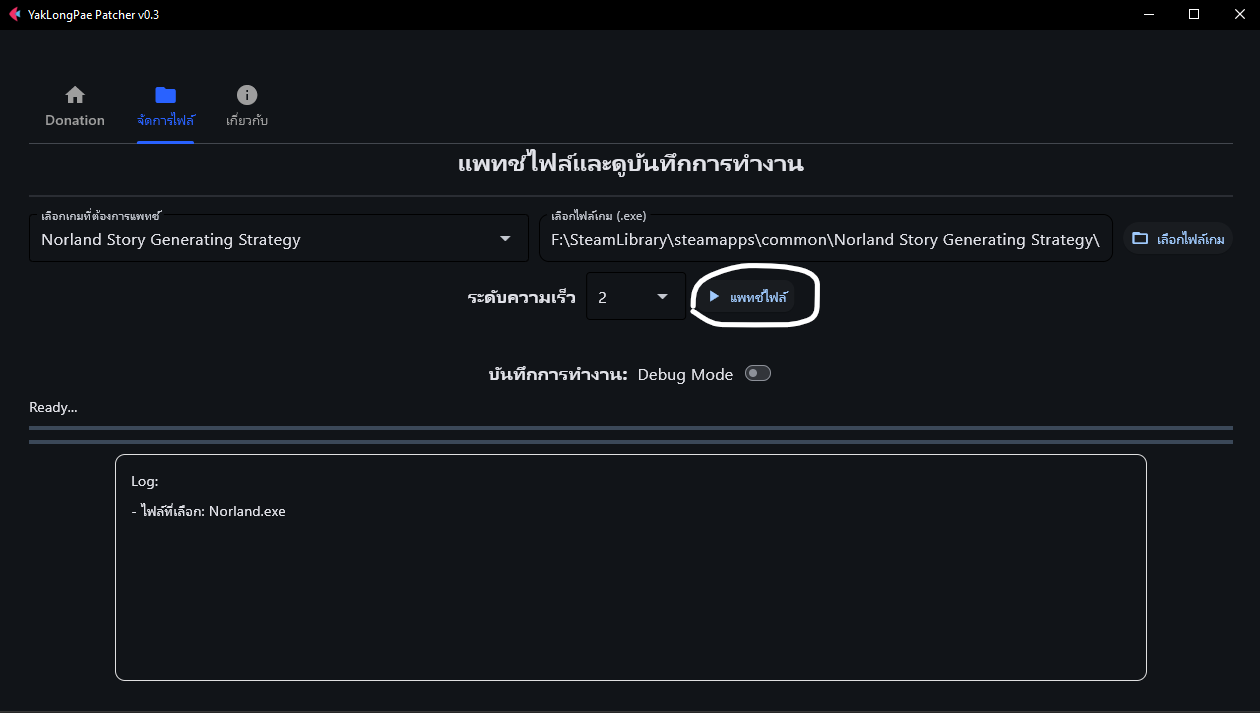 YakLongPae Patcher v0.3
Donation
จัดการไฟล์
เกี่ยวกับ
แพทช์ไฟล์และดูบันทึกการทำงาน
เลือกเกมที่ต้องการแพทช์
Norland Story Generating Strategy
เลือกไฟล์เกม (.exe)
F:\SteamLibrary\steamapps\common\Norland Story Generating Strategy\
เลือกไฟล์เกม
ระดับความเร็ว
2
แพทช์ไฟล์
บันทึกการทำงาน: Debug Mode
Ready...
Log:
- ไฟล์ที่เลือก: Norland.exe